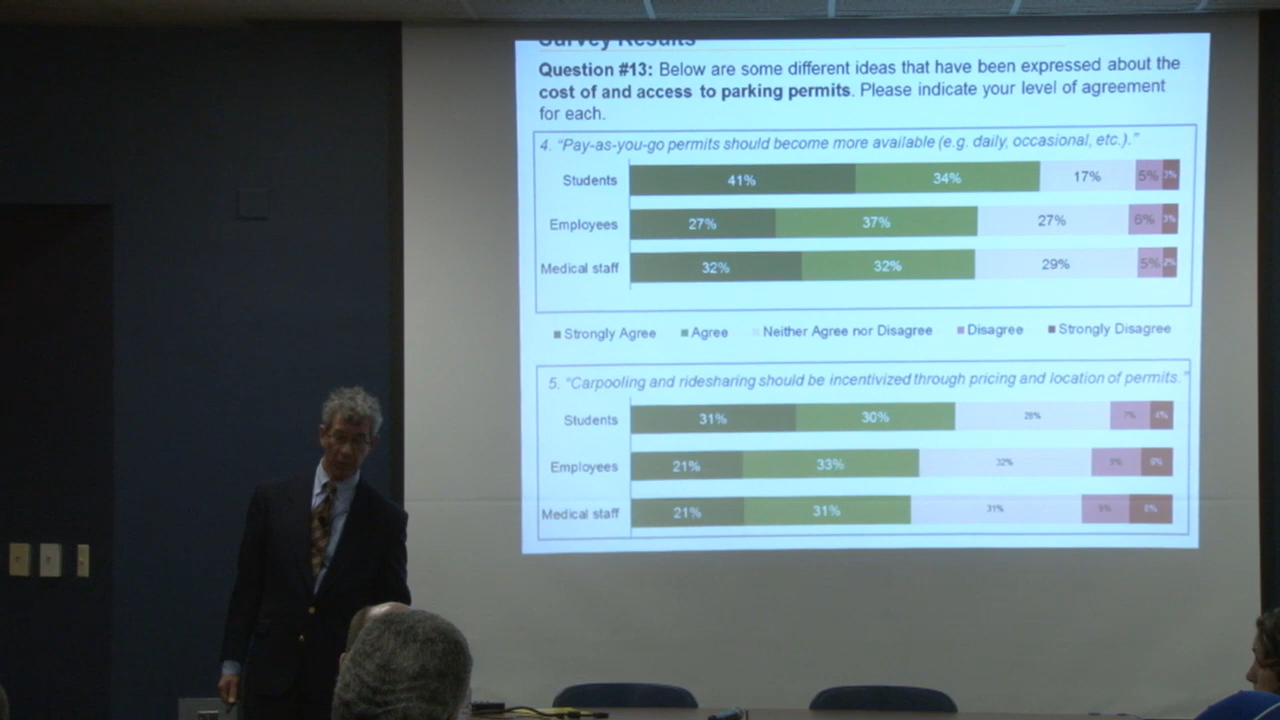 Survey Results
Question #13: Below are some different ideas that have been expressed about the
cost of and access to parking permits. Please indicate your level of agreement
for each.
4. “Pay-as-you-go permits should become more available (e.g. daily, occasional, etc.).”
Students 41% 34% 17% 5% 3%
Employees 27% 37% 27% 6% 3%
Medical staff 32% 32% 29% 5% 2%
Strongly Agree Agree Neither Agree nor Disagree Disagree Strongly Disagree
5. “Carpooling and ridesharing should be incentivized through pricing and location of permits.”
Students 31% 30% 28% 7% 4%
Employees 21% 33% 32% 9%
Medical staff 21% 31% 31% 9% 8%